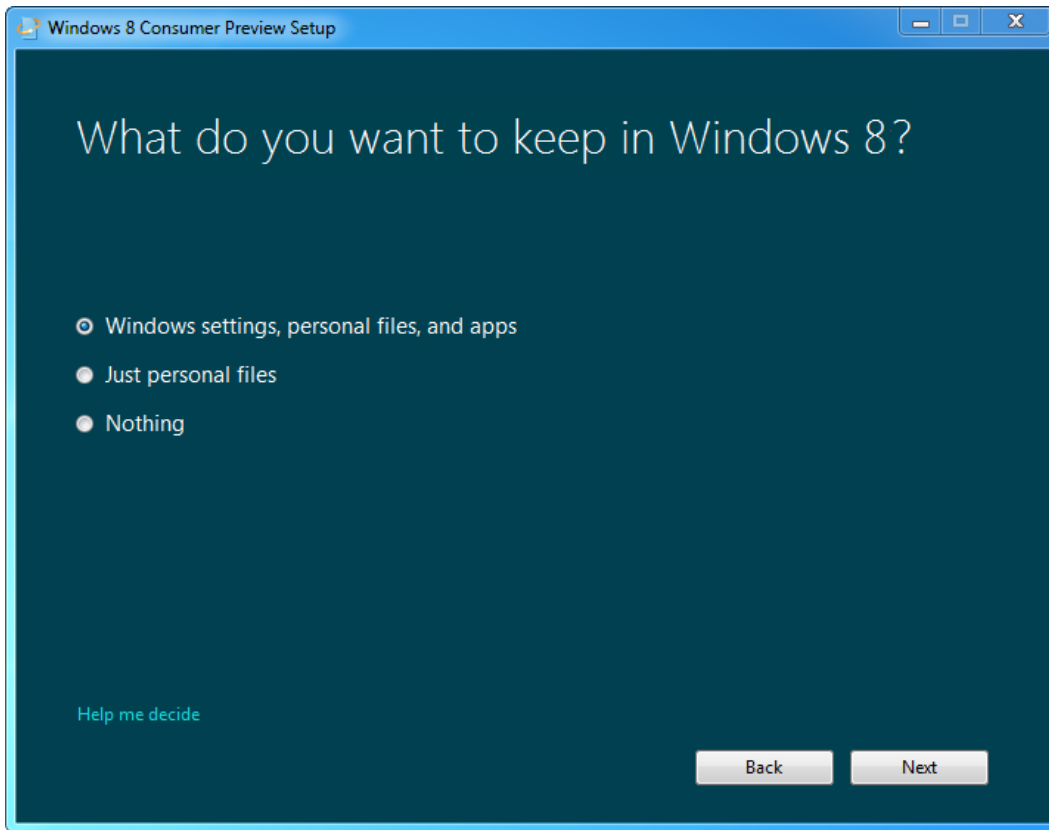 Windows 8 Consumer Preview Setup
What do you want to keep in Windows 8?
Windows settings, personal files, and apps
Just personal files
Nothing
Help me decide
Back Next